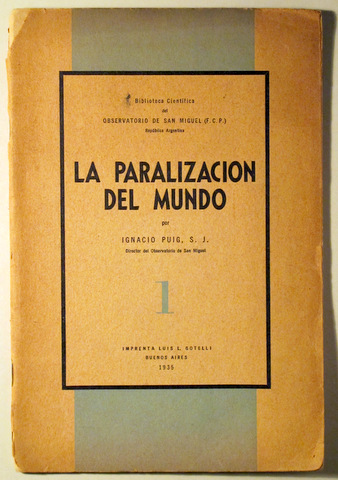 Biblioteca Científica
del
OBSERVATORIO DE SAN MIGUEL (F. C. P.)
República Argentina
LA PARALIZACION
DEL MUNDO
por
IGNACIO PUIG, S. J.
Director del Observatorio de San Miguel
1
IMPRENTA LUIS L. GOTELLI
BUENOS AIRES
1935